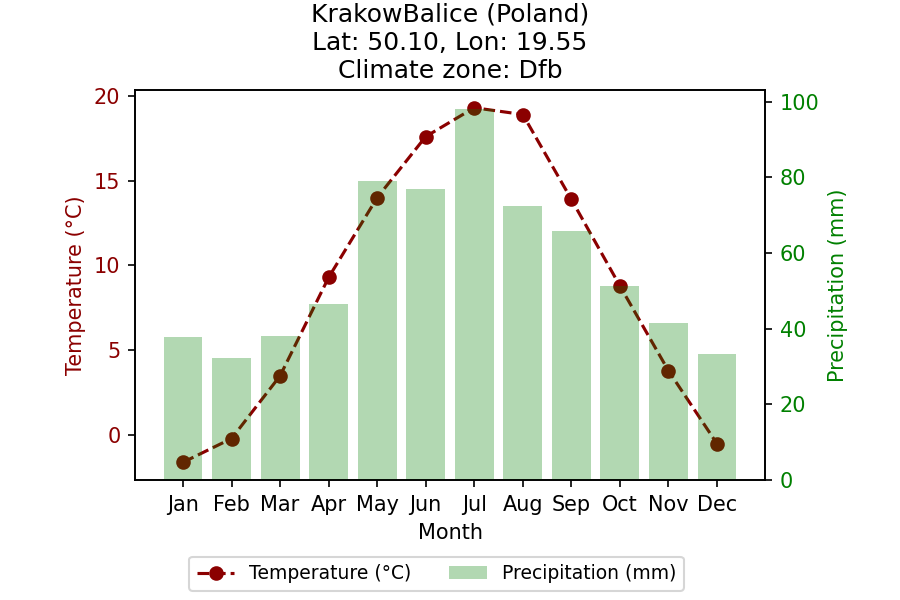 KrakowBalice (Poland)
Lat: 50.10, Lon: 19.55
Climate zone: Dfb
20
15
10
5
0
Temperature (°C)
100
80
60
40
20
0
Precipitation (mm)
Jan Feb Mar Apr May Jun Jul Aug Sep Oct Nov Dec
Month
Temperature (°C) Precipitation (mm)